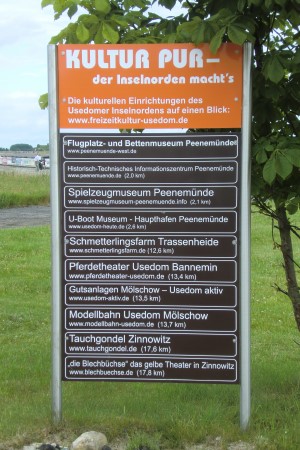 KULTUR PUR –
der Inselnorden macht's
Die kulturellen Einrichtungen des
Usedomer Inselnordens auf einen Blick:
www.freizeitkultur-usedom.de
Flugplatz- und Bettenmuseum Peenemünde
www.peenemuende-west.de
Historisch-Technisches Informationszentrum Peenemünde
www.peenemuende.de (2,0 km)
Spielzeugmuseum Peenemünde
www.spielzeugmuseum-peenemuende.info (2,1 km)
U-Boot Museum - Haupthafen Peenemünde
www.usedom-heute.de (2,6 km)
Schmetterlingsfarm Trassenheide
www.schmetterlingsfarm.de (12,6 km)
Pferdetheater Usedom Bannemin
www.pferdetheater-usedom.de (13,4 km)
Gutsanlagen Mölschow – Usedom aktiv
www.usedom-aktiv.de (13,5 km)
Modellbahn Usedom Mölschow
www.modellbahn-usedom.de (13,7 km)
Tauchgondel Zinnowitz
www.tauchgondel.de (17,6 km)
„die Blechbüchse" das gelbe Theater in Zinnowitz
www.blechbuechse.de (17,8 km)